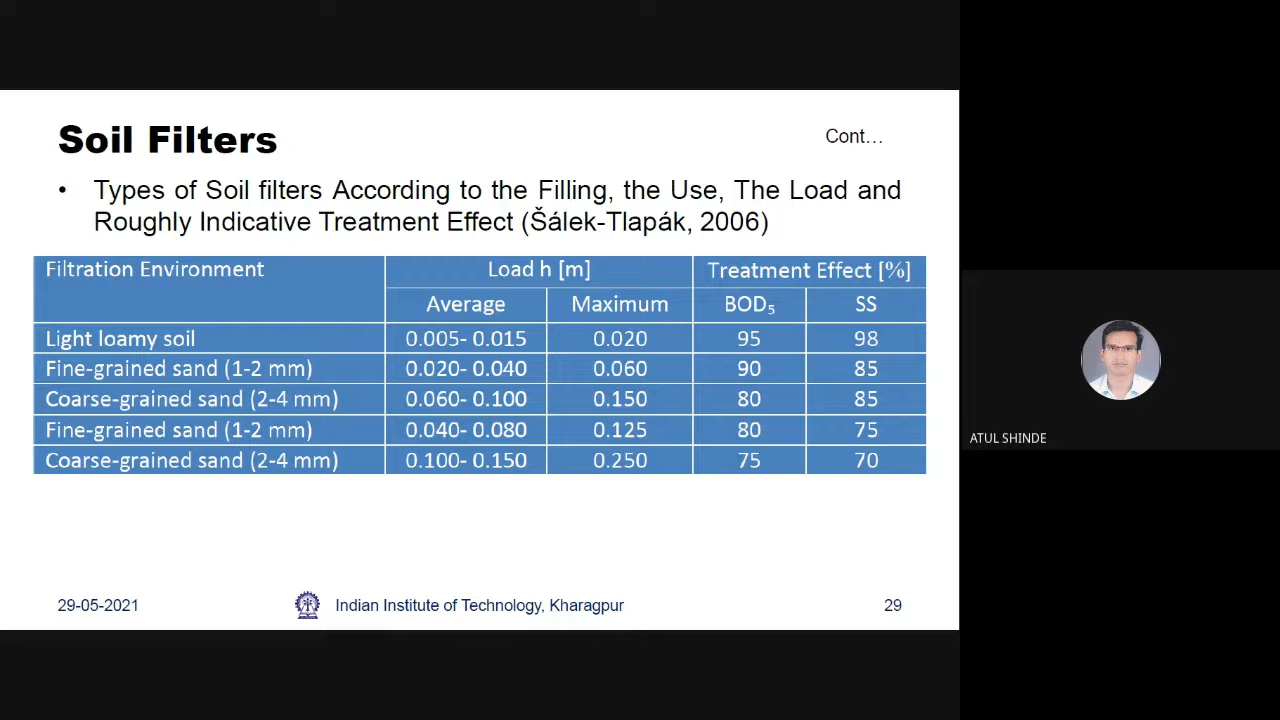 Soil Filters
Cont...
• Types of Soil filters According to the Filling, the Use, The Load and
Roughly Indicative Treatment Effect (Šálek-Tlapák, 2006)
Filtration Environment Load h [m] Treatment Effect [%]
Average Maximum BOD₅ SS
Light loamy soil 0.005- 0.015 0.020 95 98
Fine-grained sand (1-2 mm) 0.020- 0.040 0.060 90 85
Coarse-grained sand (2-4 mm) 0.060- 0.100 0.150 80 85
Fine-grained sand (1-2 mm) 0.040- 0.080 0.125 80 75
Coarse-grained sand (2-4 mm) 0.100- 0.150 0.250 75 70
ATUL SHINDE
29-05-2021 Indian Institute of Technology, Kharagpur 29